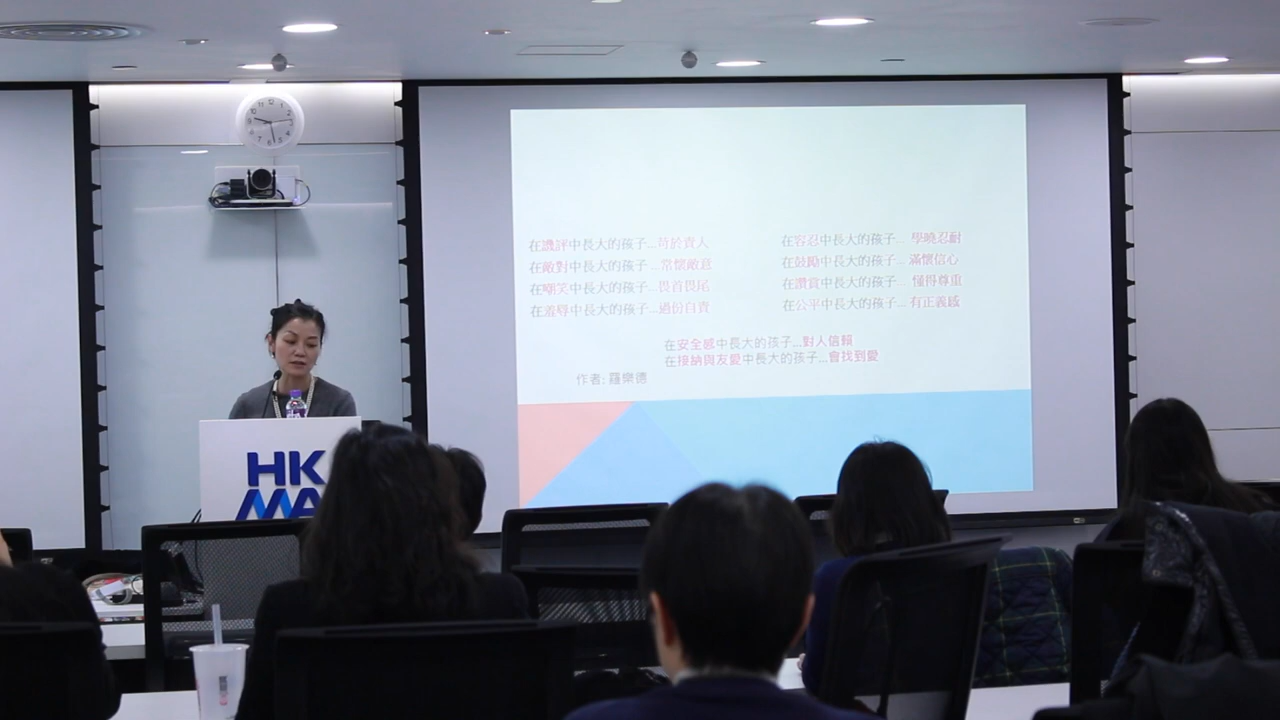 在譏評中長大的孩子...苛於責人
在敵對中長大的孩子...常懷敵意
在嘲笑中長大的孩子...畏首畏尾
在羞辱中長大的孩子...過份自責
在容忍中長大的孩子... 學曉忍耐
在鼓勵中長大的孩子... 滿懷信心
在讚賞中長大的孩子... 懂得尊重
在公平中長大的孩子... 有正義感
在安全感中長大的孩子...對人信賴
在接納與友愛中長大的孩子...會找到愛
作者: 羅樂德
HK
MA